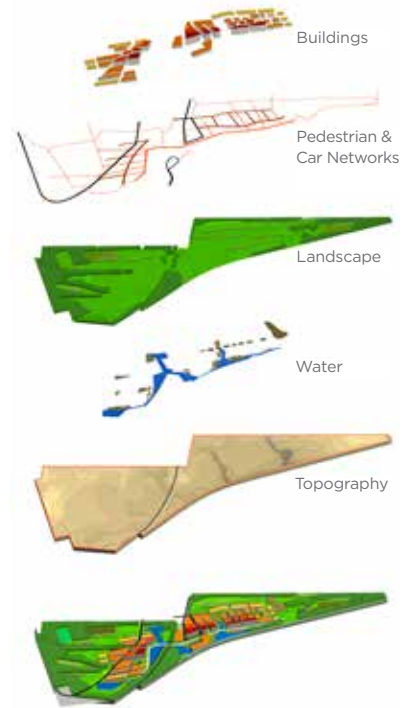 Buildings
Pedestrian &
Car Networks
Landscape
Water
Topography